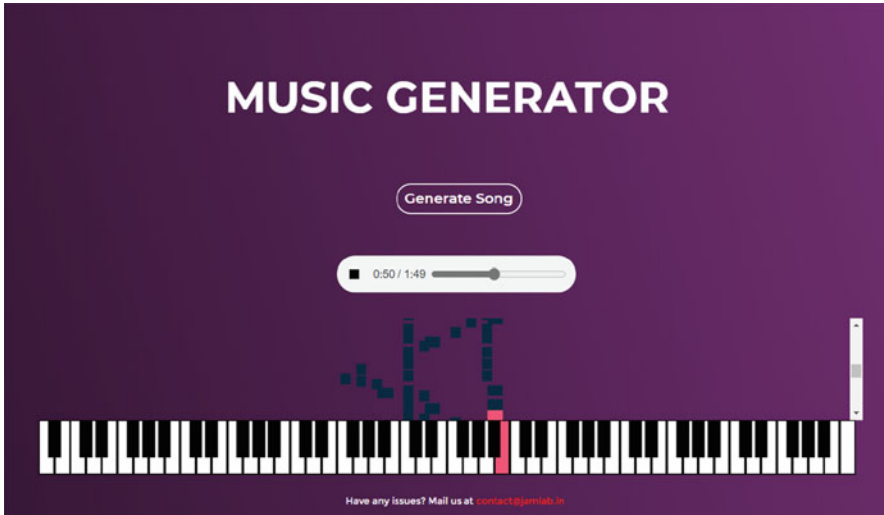 MUSIC GENERATOR
Generate Song
0:50 / 1:49
Have any issues? Mail us at contact@jamlab.in